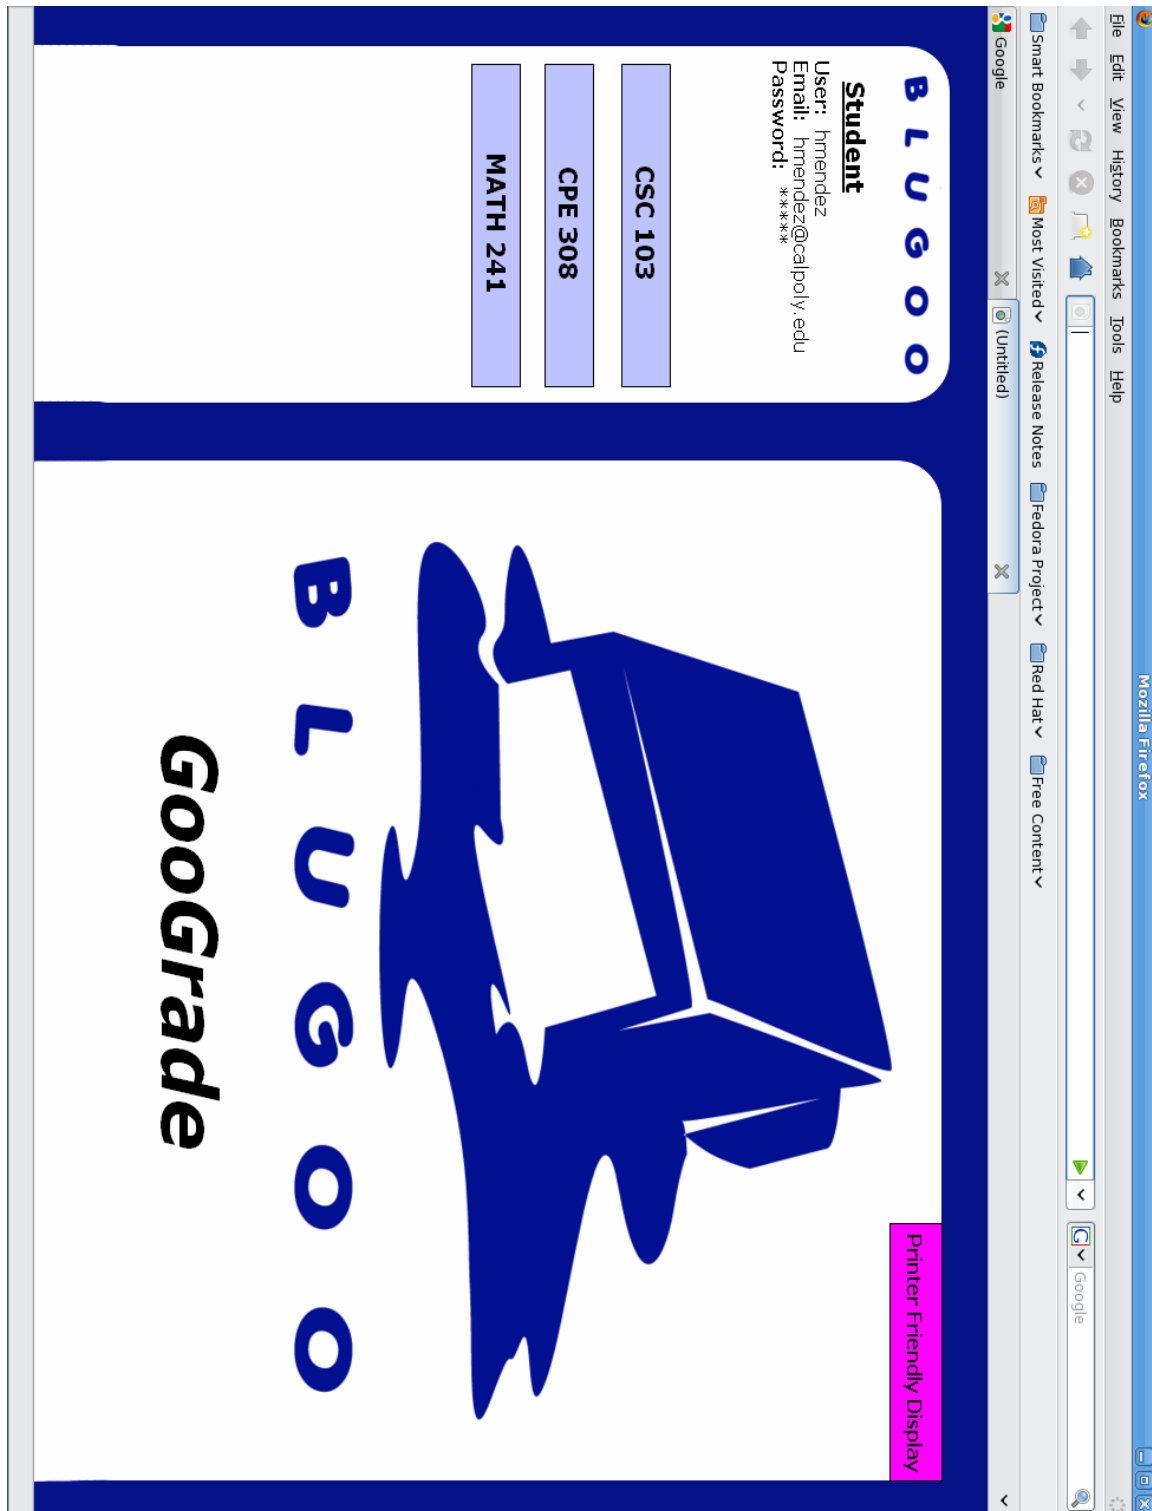 Mozilla Firefox
File Edit View History Bookmarks Tools Help
Google
Smart Bookmarks Most Visited Release Notes Fedora Project Red Hat Free Content
Google (Untitled)
BLUGOO
Student
User: hmendez
Email: hmendez@calpoly.edu
Password: *****
CSC 103
CPE 308
MATH 241
Printer Friendly Display
BLUGOO
GooGrade